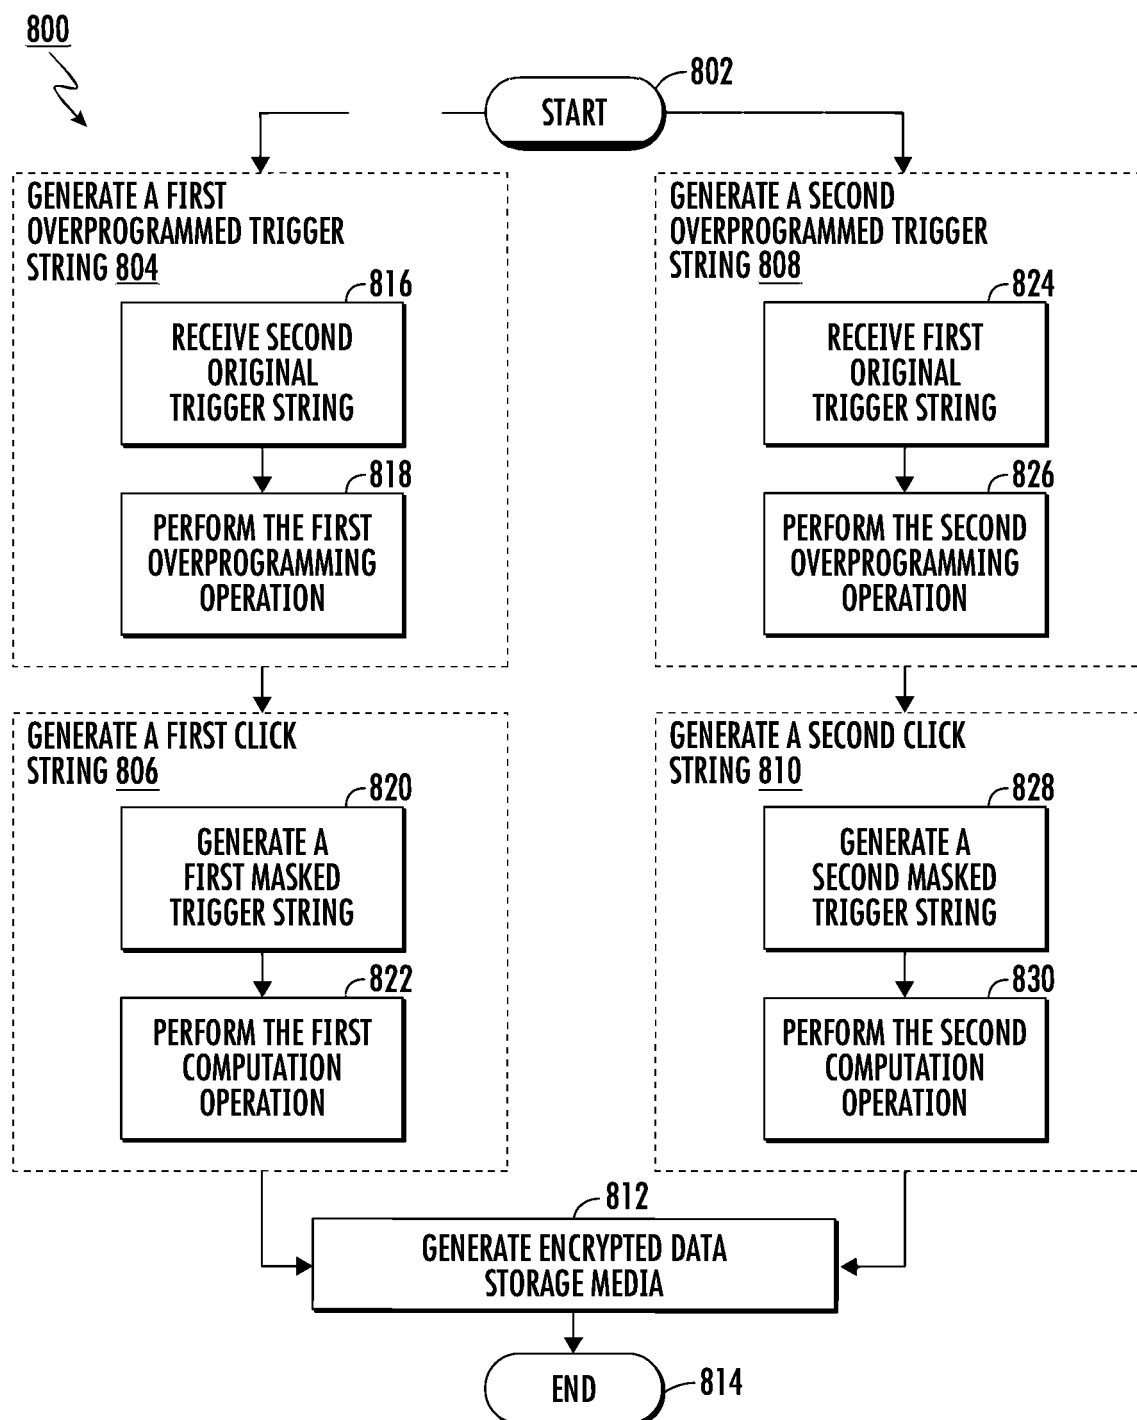 800
802
START
GENERATE A FIRST
OVERPROGRAMMED TRIGGER
STRING 804
816
RECEIVE SECOND
ORIGINAL
TRIGGER STRING
818
PERFORM THE FIRST
OVERPROGRAMMING
OPERATION
GENERATE A SECOND
OVERPROGRAMMED TRIGGER
STRING 808
824
RECEIVE FIRST
ORIGINAL
TRIGGER STRING
826
PERFORM THE SECOND
OVERPROGRAMMING
OPERATION
GENERATE A FIRST CLICK
STRING 806
820
GENERATE A
FIRST MASKED
TRIGGER STRING
822
PERFORM THE FIRST
COMPUTATION
OPERATION
GENERATE A SECOND CLICK
STRING 810
828
GENERATE A
SECOND MASKED
TRIGGER STRING
830
PERFORM THE SECOND
COMPUTATION
OPERATION
812
GENERATE ENCRYPTED DATA
STORAGE MEDIA
END
814